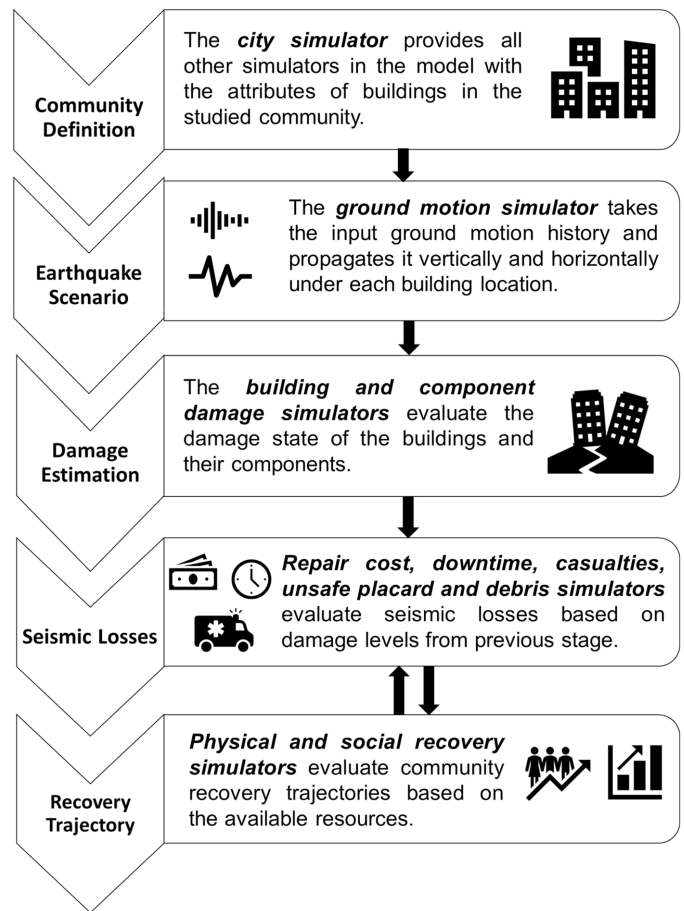 Community
Definition
The city simulator provides all
other simulators in the model with
the attributes of buildings in the
studied community.
Earthquake
Scenario
The ground motion simulator takes
the input ground motion history and
propagates it vertically and horizontally
under each building location.
Damage
Estimation
The building and component
damage simulators evaluate the
damage state of the buildings and
their components.
Seismic Losses
Repair cost, downtime, casualties,
unsafe placard and debris simulators
evaluate seismic losses based on
damage levels from previous stage.
Recovery
Trajectory
Physical and social recovery
simulators evaluate community
recovery trajectories based on
the available resources.